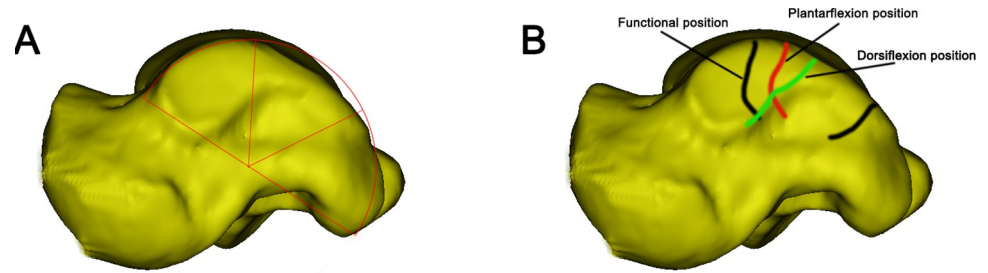 A
B
Functional position
Plantarflexion position
Dorsiflexion position